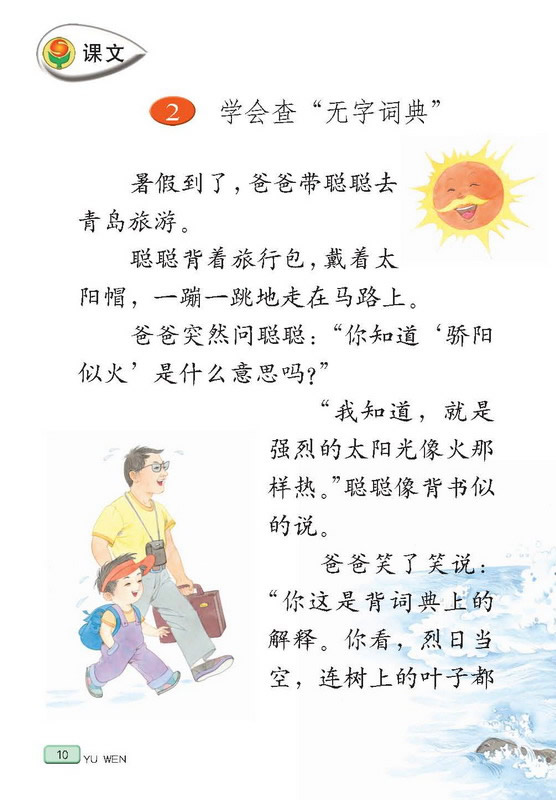 课文
2 学会查“无字词典”
暑假到了，爸爸带聪聪去
青岛旅游。
聪聪背着旅行包，戴着太
阳帽，一蹦一跳地走在马路上。
爸爸突然问聪聪：“你知道‘骄阳
似火’是什么意思吗？”
“我知道，就是
强烈的太阳光像火那
样热。”聪聪像背书似
的说。
爸爸笑了笑说：
“你这是背词典上的
解释。你看，烈日当
空，连树上的叶子都
10 YU WEN